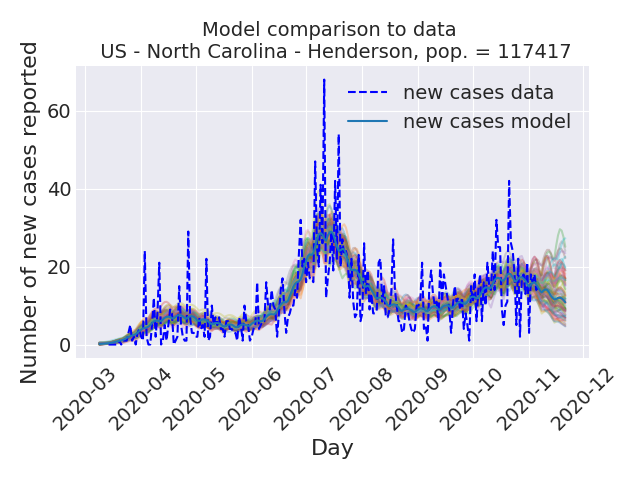 Model comparison to data
US - North Carolina - Henderson, pop. = 117417
new cases data
new cases model
Number of new cases reported
60
40
20
0
2020-03
2020-04
2020-05
2020-06
2020-07
2020-08
2020-09
2020-10
2020-11
2020-12
Day